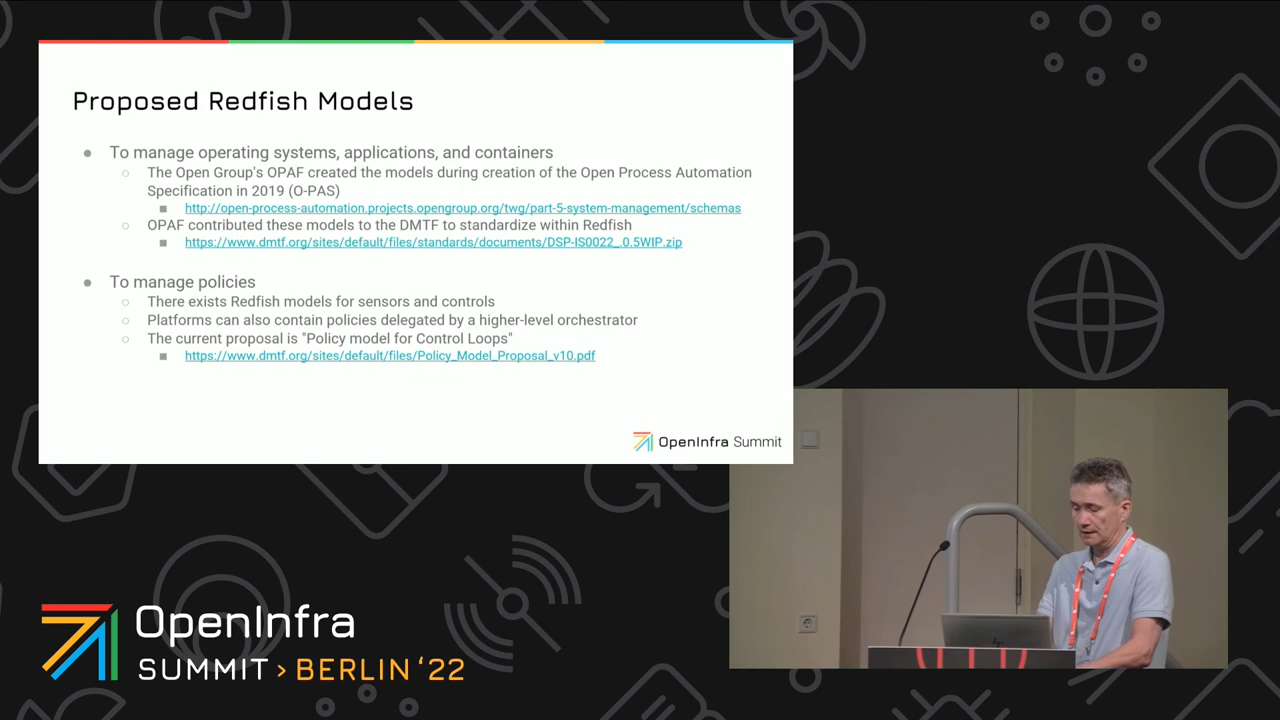 Proposed Redfish Models
● To manage operating systems, applications, and containers
○ The Open Group's OPAF created the models during creation of the Open Process Automation
Specification in 2019 (O-PAS)
■ http://open-process-automation.projects.opengroup.org/twg/part-5-system-management/schemas
○ OPAF contributed these models to the DMTF to standardize within Redfish
■ https://www.dmtf.org/sites/default/files/standards/documents/DSP-IS0022_.0.5WIP.zip
● To manage policies
○ There exists Redfish models for sensors and controls
○ Platforms can also contain policies delegated by a higher-level orchestrator
○ The current proposal is "Policy model for Control Loops"
■ https://www.dmtf.org/sites/default/files/Policy_Model_Proposal_v10.pdf
OpenInfra Summit
OpenInfra
SUMMIT > BERLIN ‘22
hp